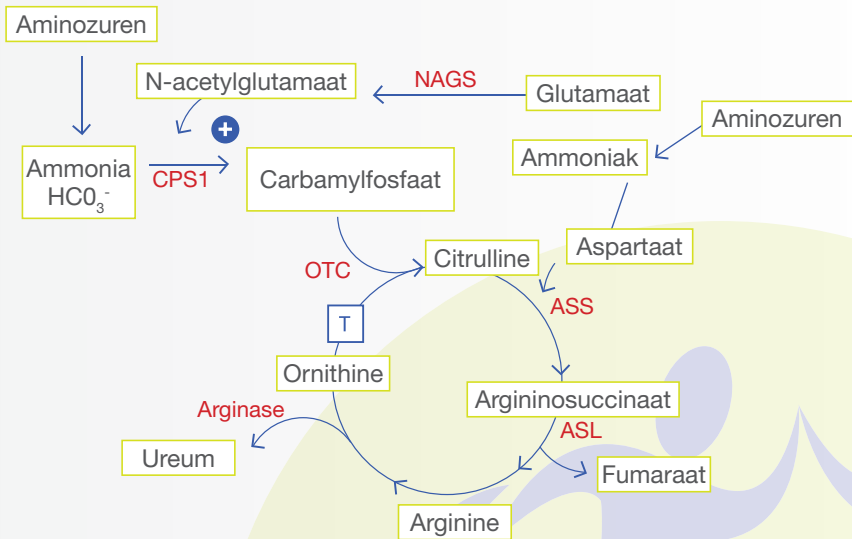 Aminozuren
N-acetylglutamaat
NAGS
Glutamaat
Aminozuren
+
Ammonia
HC0₃⁻
CPS1
Carbamylfosfaat
Ammoniak
Citrulline
Aspartaat
OTC
ASS
T
Ornithine
Argininosuccinaat
Arginase
ASL
Ureum
Fumaraat
Arginine